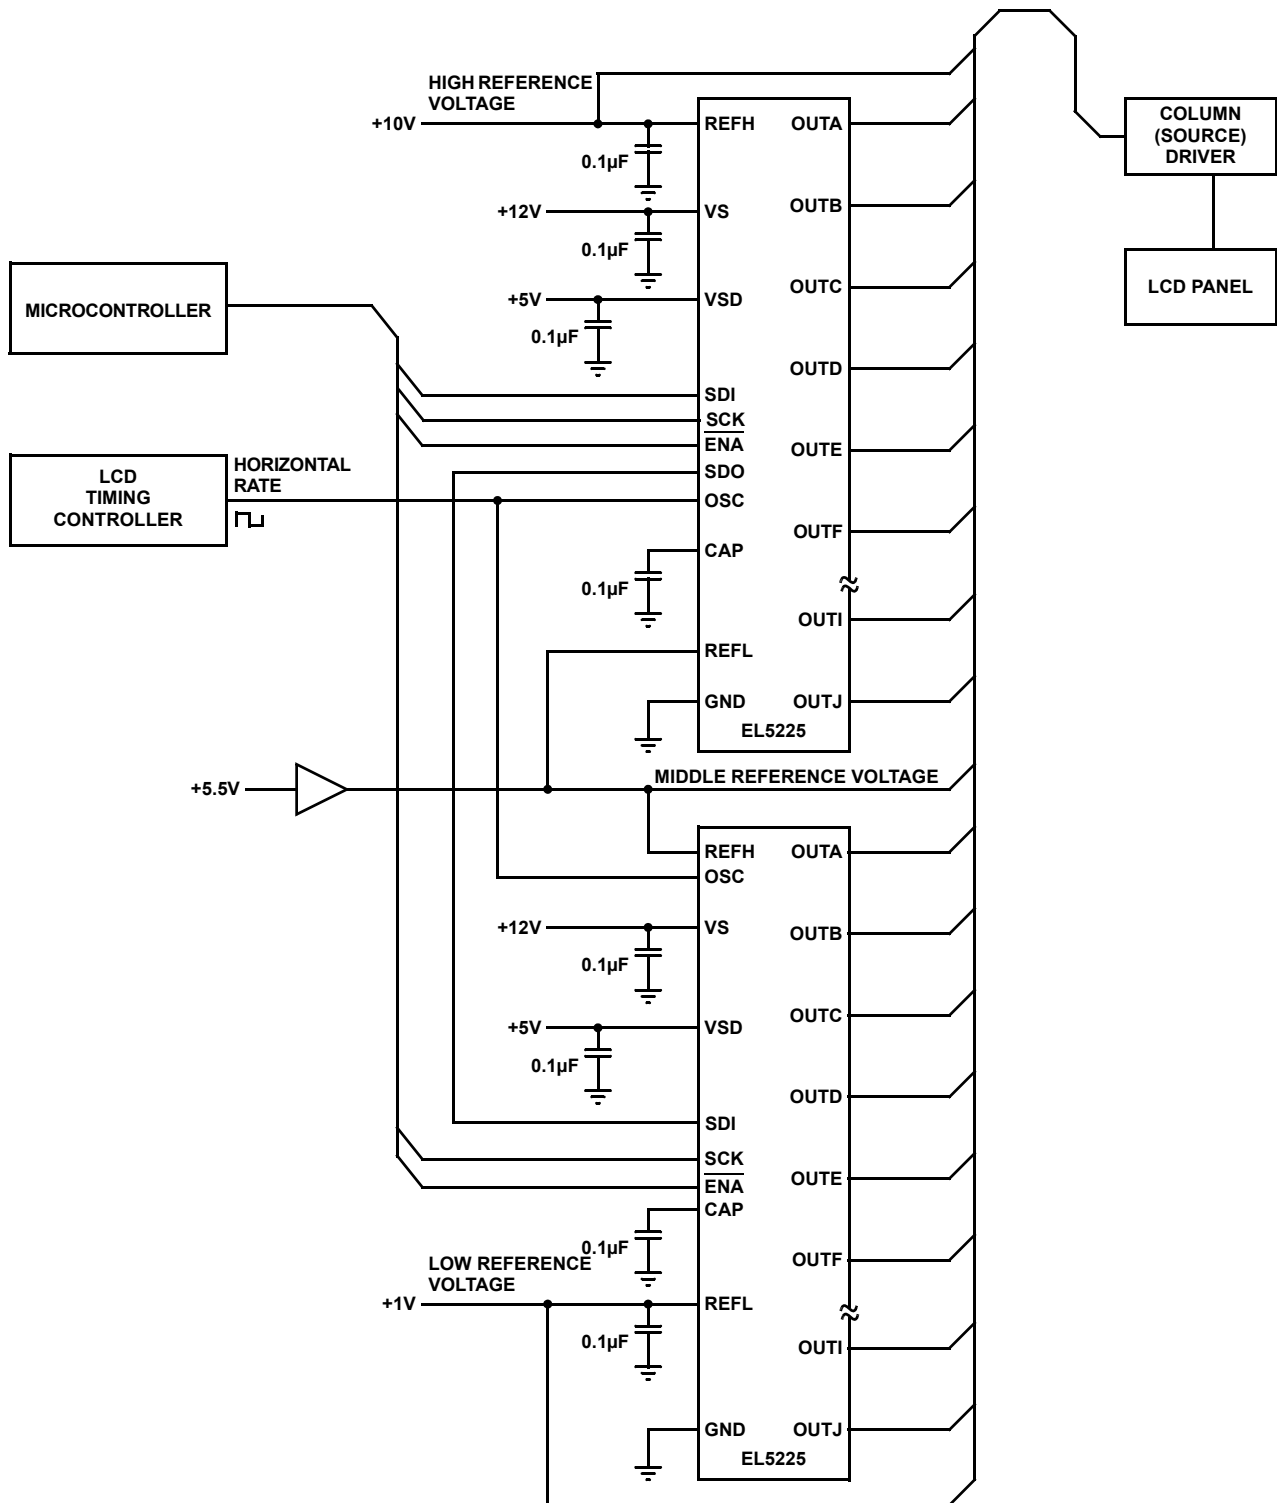 HIGH REFERENCE
VOLTAGE
+10V
REFH
OUTA
0.1µF
+12V
VS
OUTB
0.1µF
+5V
VSD
OUTC
0.1µF
COLUMN
(SOURCE)
DRIVER
LCD PANEL
MICROCONTROLLER
OUTD
SDI
SCK
ENA
OUTE
SDO
LCD
TIMING
CONTROLLER
HORIZONTAL
RATE
OSC
OUTF
CAP
0.1µF
OUTI
REFL
GND
OUTJ
EL5225
+5.5V
MIDDLE REFERENCE VOLTAGE
REFH
OUTA
OSC
+12V
VS
OUTB
0.1µF
+5V
VSD
OUTC
0.1µF
OUTD
SDI
SCK
OUTE
ENA
CAP
0.1µF
OUTF
LOW REFERENCE
VOLTAGE
+1V
REFL
0.1µF
OUTI
GND
OUTJ
EL5225